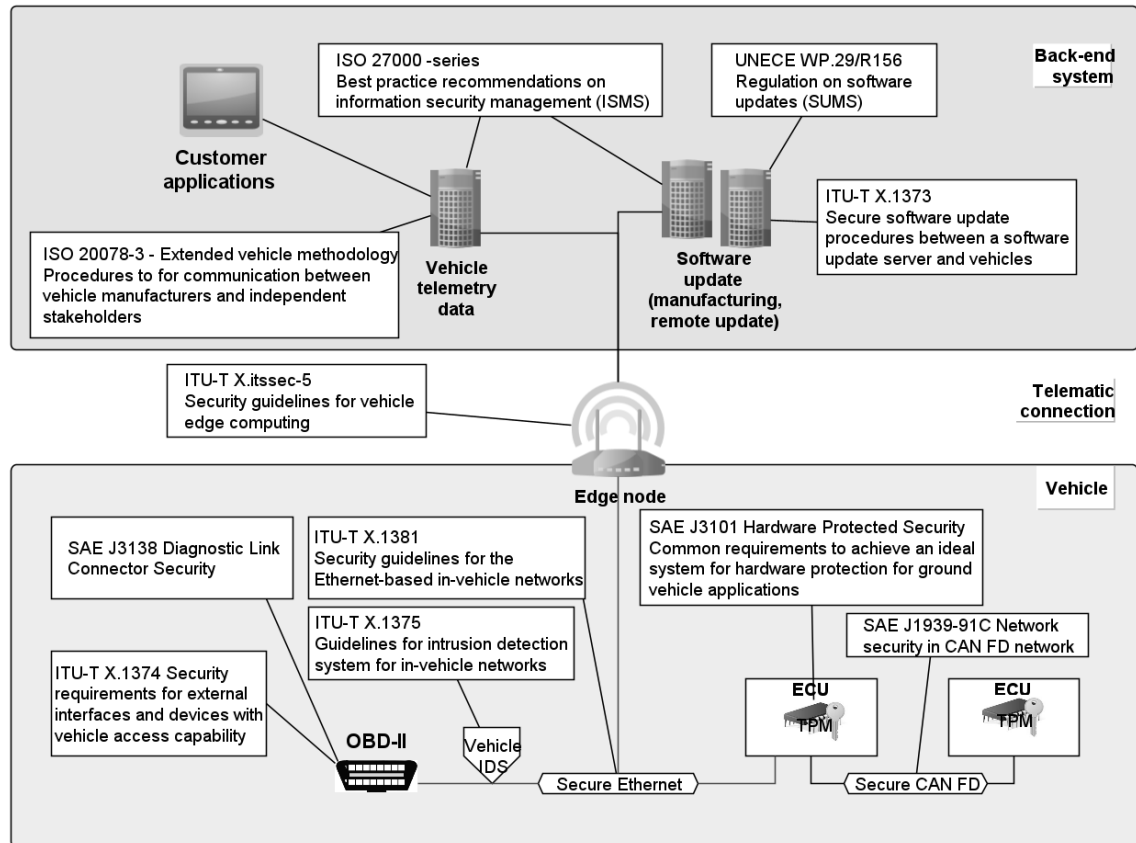 ISO 27000 -series
Best practice recommendations on
information security management (ISMS)
UNECE WP.29/R156
Regulation on software
updates (SUMS)
Back-end
system
Customer
applications
ITU-T X.1373
Secure software update
procedures between a software
update server and vehicles
ISO 20078-3 - Extended vehicle methodology
Procedures to for communication between
vehicle manufacturers and independent
stakeholders
Vehicle
telemetry
data
Software
update
(manufacturing,
remote update)
ITU-T X.itssec-5
Security guidelines for vehicle
edge computing
Telematic
connection
Edge node
Vehicle
SAE J3138 Diagnostic Link
Connector Security
ITU-T X.1381
Security guidelines for the
Ethernet-based in-vehicle networks
SAE J3101 Hardware Protected Security
Common requirements to achieve an ideal
system for hardware protection for ground
vehicle applications
ITU-T X.1375
Guidelines for intrusion detection
system for in-vehicle networks
SAE J1939-91C Network
security in CAN FD network
ITU-T X.1374 Security
requirements for external
interfaces and devices with
vehicle access capability
OBD-II
Vehicle
IDS
Secure Ethernet
ECU
TPM
Secure CAN FD
ECU
TPM